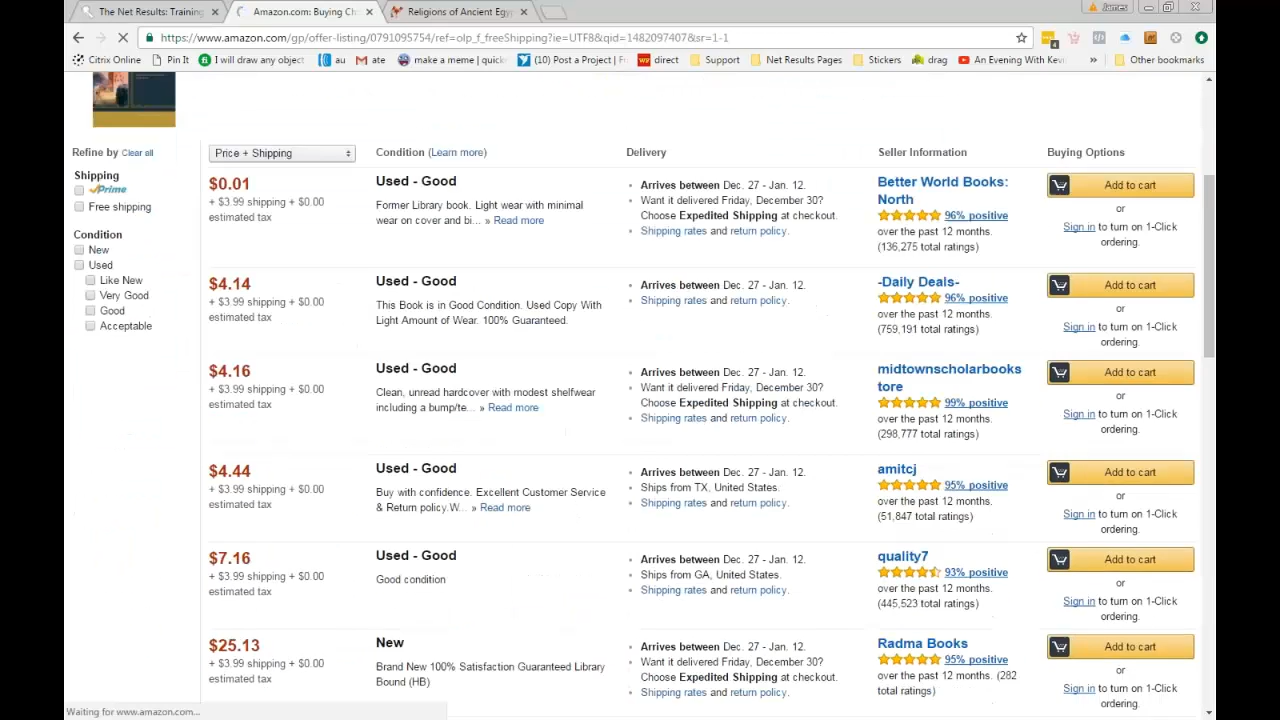 The Net Results: Training
Amazon.com: Buying Ch
Religions of Ancient Egy
James
https://www.amazon.com/gp/offer-listing/0791095754/ref=olp_f_freeShipping?ie=UTF8&qid=1482097407&sr=1-1
Citrix Online
Pin It
I will draw any object
au
ate
make a meme | quick
(10) Post a Project | Fr
direct
Support
Net Results Pages
Stickers
drag
An Evening With Kevi
»
Other bookmarks
Refine by Clear all
Shipping
Prime
Free shipping
Condition
New
Used
Like New
Very Good
Good
Acceptable
Price + Shipping
Condition (Learn more)
Delivery
Seller Information
Buying Options
$0.01
+ $3.99 shipping + $0.00
estimated tax
Used - Good
Former Library book. Light wear with minimal
wear on cover and bi... » Read more
Arrives between Dec. 27 - Jan. 12.
Want it delivered Friday, December 30?
Choose Expedited Shipping at checkout.
Shipping rates and return policy.
Better World Books:
North
96% positive
over the past 12 months.
(136,275 total ratings)
Add to cart
or
Sign in to turn on 1-Click
ordering.
$4.14
+ $3.99 shipping + $0.00
estimated tax
Used - Good
This Book is in Good Condition. Used Copy With
Light Amount of Wear. 100% Guaranteed.
Arrives between Dec. 27 - Jan. 12.
Shipping rates and return policy.
-Daily Deals-
96% positive
over the past 12 months.
(759,191 total ratings)
Add to cart
or
Sign in to turn on 1-Click
ordering.
$4.16
+ $3.99 shipping + $0.00
estimated tax
Used - Good
Clean, unread hardcover with modest shelfwear
including a bump/te... » Read more
Arrives between Dec. 27 - Jan. 12.
Want it delivered Friday, December 30?
Choose Expedited Shipping at checkout.
Shipping rates and return policy.
midtownscholarbooks
tore
99% positive
over the past 12 months.
(298,777 total ratings)
Add to cart
or
Sign in to turn on 1-Click
ordering.
$4.44
+ $3.99 shipping + $0.00
estimated tax
Used - Good
Buy with confidence. Excellent Customer Service
& Return policy.W... » Read more
Arrives between Dec. 27 - Jan. 12.
Ships from TX, United States.
Shipping rates and return policy.
amitcj
95% positive
over the past 12 months.
(51,847 total ratings)
Add to cart
or
Sign in to turn on 1-Click
ordering.
$7.16
+ $3.99 shipping + $0.00
estimated tax
Used - Good
Good condition
Arrives between Dec. 27 - Jan. 12.
Ships from GA, United States.
Shipping rates and return policy.
quality7
93% positive
over the past 12 months.
(445,523 total ratings)
Add to cart
or
Sign in to turn on 1-Click
ordering.
$25.13
+ $3.99 shipping + $0.00
estimated tax
New
Brand New 100% Satisfaction Guaranteed Library
Bound (HB)
Arrives between Dec. 27 - Jan. 12.
Want it delivered Friday, December 30?
Choose Expedited Shipping at checkout.
Shipping rates and return policy.
Radma Books
95% positive
over the past 12 months. (282
total ratings)
Add to cart
or
Sign in to turn on 1-Click
ordering.
Waiting for www.amazon.com...